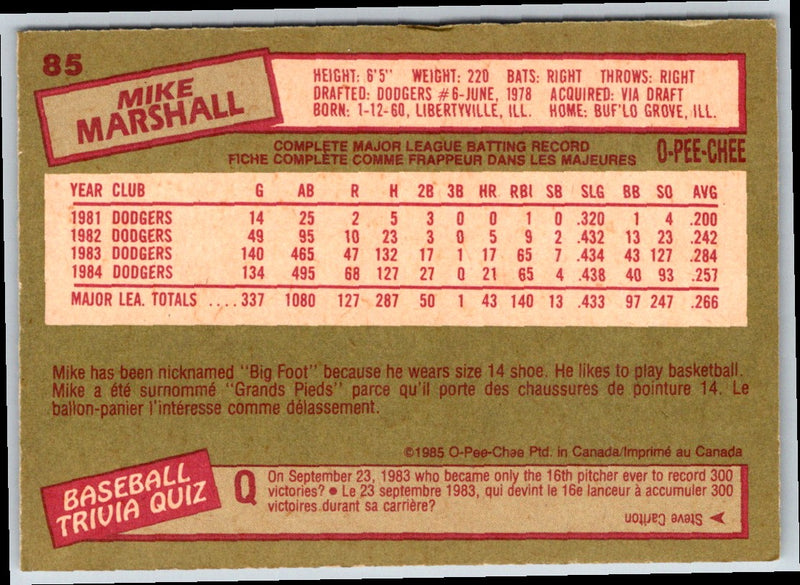 85
MIKE
MARSHALL
HEIGHT: 6'5" WEIGHT: 220 BATS: RIGHT THROWS: RIGHT
DRAFTED: DODGERS #6-JUNE, 1978 ACQUIRED: VIA DRAFT
BORN: 1-12-60, LIBERTYVILLE, ILL. HOME: BUF'LO GROVE, ILL.
COMPLETE MAJOR LEAGUE BATTING RECORD
FICHE COMPLÈTE COMME FRAPPEUR DANS LES MAJEURES
O-PEE-CHEE
YEAR CLUB G AB R H 2B 3B HR RBI SB SLG BB SO AVG
1981 DODGERS 14 25 2 5 3 0 0 1 0 .320 1 4 .200
1982 DODGERS 49 95 10 23 3 0 5 9 2 .432 13 23 .242
1983 DODGERS 140 465 47 132 17 1 17 65 7 .434 43 127 .284
1984 DODGERS 134 495 68 127 27 0 21 65 4 .438 40 93 .257
MAJOR LEA. TOTALS ....337 1080 127 287 50 1 43 140 13 .433 97 247 .266
Mike has been nicknamed "Big Foot" because he wears size 14 shoe. He likes to play basketball.
Mike a été surnommé "Grands Pieds" parce qu'il porte des chaussures de pointure 14. Le
ballon-panier l'intéresse comme délassement.
©1985 O-Pee-Chee Ptd. in Canada/Imprimé au Canada
BASEBALL
TRIVIA QUIZ
Q
On September 23, 1983 who became only the 16th pitcher ever to record 300
victories? ● Le 23 septembre 1983, qui devint le 16e lanceur à accumuler 300
victoires durant sa carrière?
Steve Carlton